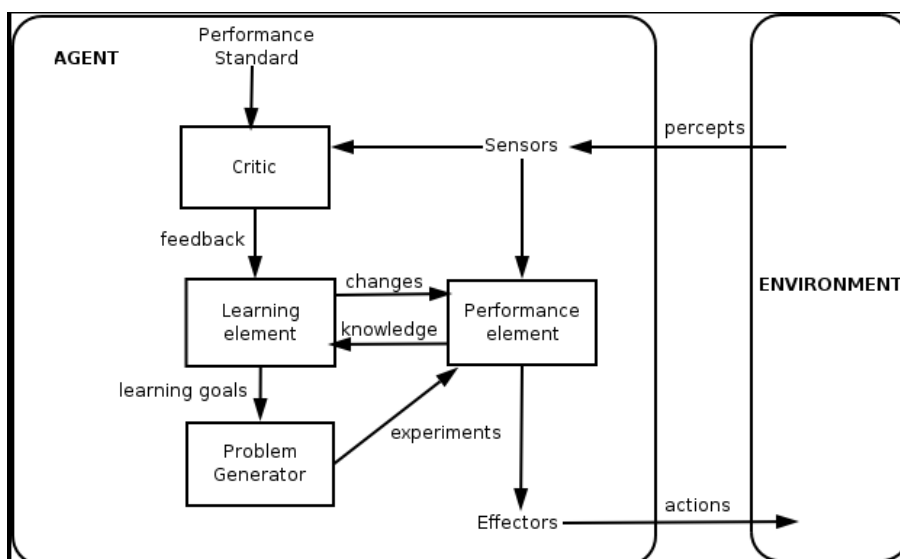 Performance
Standard
AGENT
percepts
Sensors
Critic
feedback
changes
ENVIRONMENT
Learning
element
Performance
element
knowledge
learning goals
experiments
Problem
Generator
Effectors
actions